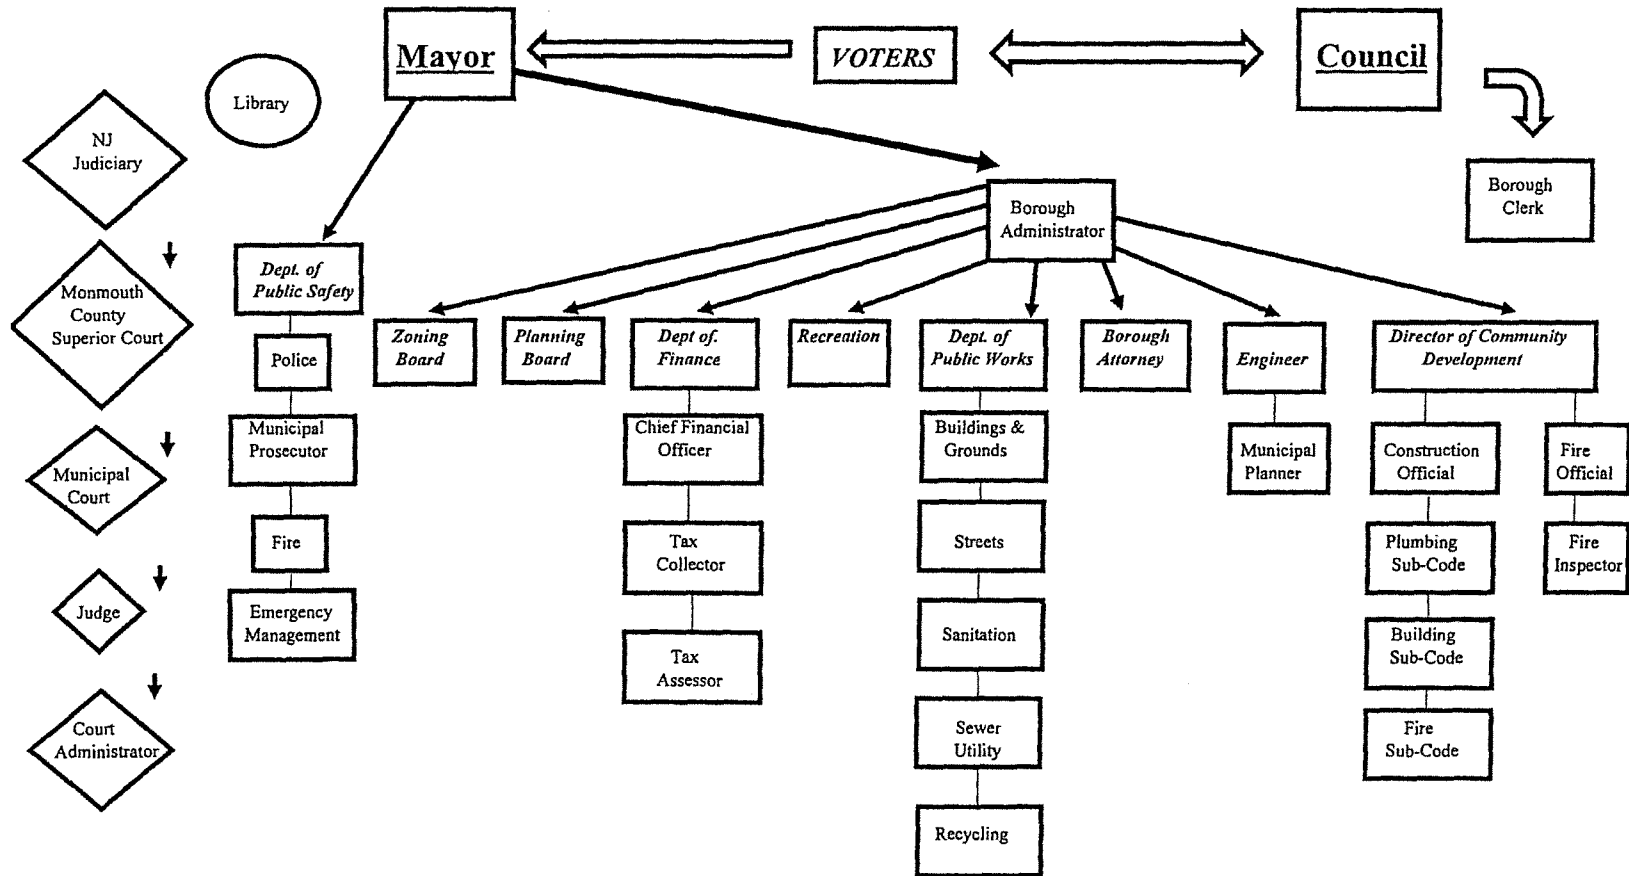 Mayor
VOTERS
Council
Library
NJ
Judiciary
Borough
Clerk
Borough
Administrator
Dept. of
Public Safety
Monmouth
County
Superior Court
Zoning
Board
Planning
Board
Dept of.
Finance
Recreation
Dept. of
Public Works
Borough
Attorney
Engineer
Director of Community
Development
Police
Municipal
Prosecutor
Chief Financial
Officer
Buildings &
Grounds
Municipal
Planner
Construction
Official
Fire
Official
Municipal
Court
Fire
Tax
Collector
Streets
Plumbing
Sub-Code
Fire
Inspector
Judge
Emergency
Management
Sanitation
Building
Sub-Code
Tax
Assessor
Court
Administrator
Sewer
Utility
Fire
Sub-Code
Recycling